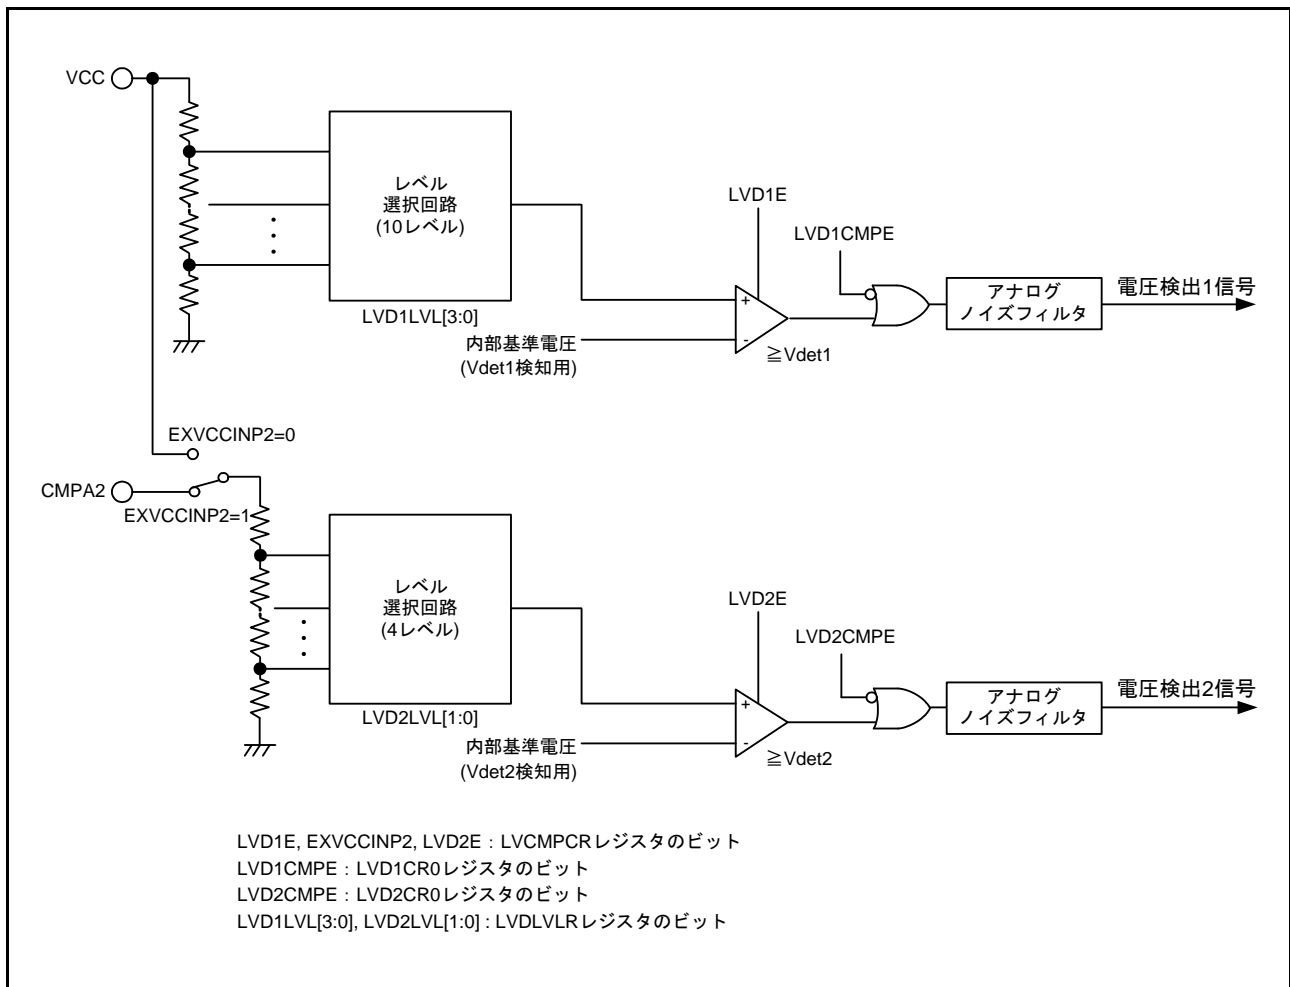 VCC
レベル
選択回路
(10レベル)
LVD1LVL[3:0]
LVD1E
LVD1CMPE
+
-
≧Vdet1
内部基準電圧
(Vdet1検知用)
アナログ
ノイズフィルタ
電圧検出1信号
EXVCCINP2=0
CMPA2
EXVCCINP2=1
レベル
選択回路
(4レベル)
LVD2LVL[1:0]
LVD2E
LVD2CMPE
+
-
≧Vdet2
内部基準電圧
(Vdet2検知用)
アナログ
ノイズフィルタ
電圧検出2信号
LVD1E, EXVCCINP2, LVD2E : LVCMPCRレジスタのビット
LVD1CMPE : LVD1CR0レジスタのビット
LVD2CMPE : LVD2CR0レジスタのビット
LVD1LVL[3:0], LVD2LVL[1:0] : LVDLVLRレジスタのビット